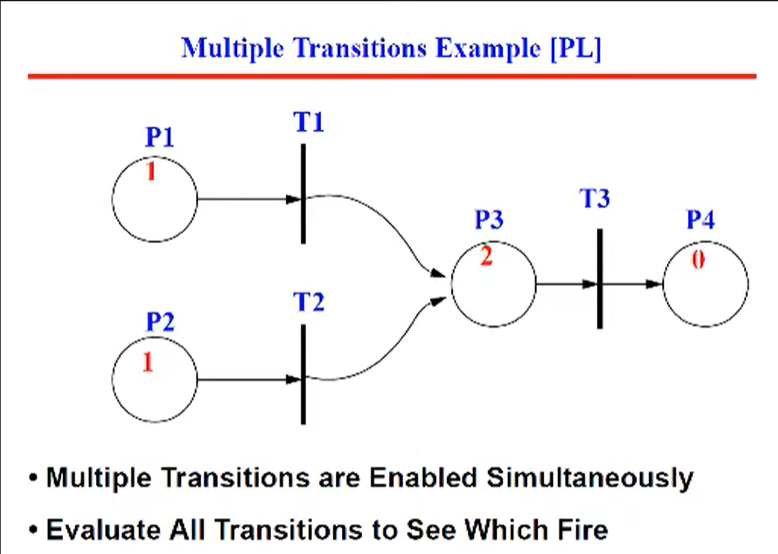 Multiple Transitions Example [PL]
T1
P1
1
T3
P3
P4
2
0
T2
P2
1
• Multiple Transitions are Enabled Simultaneously
• Evaluate All Transitions to See Which Fire